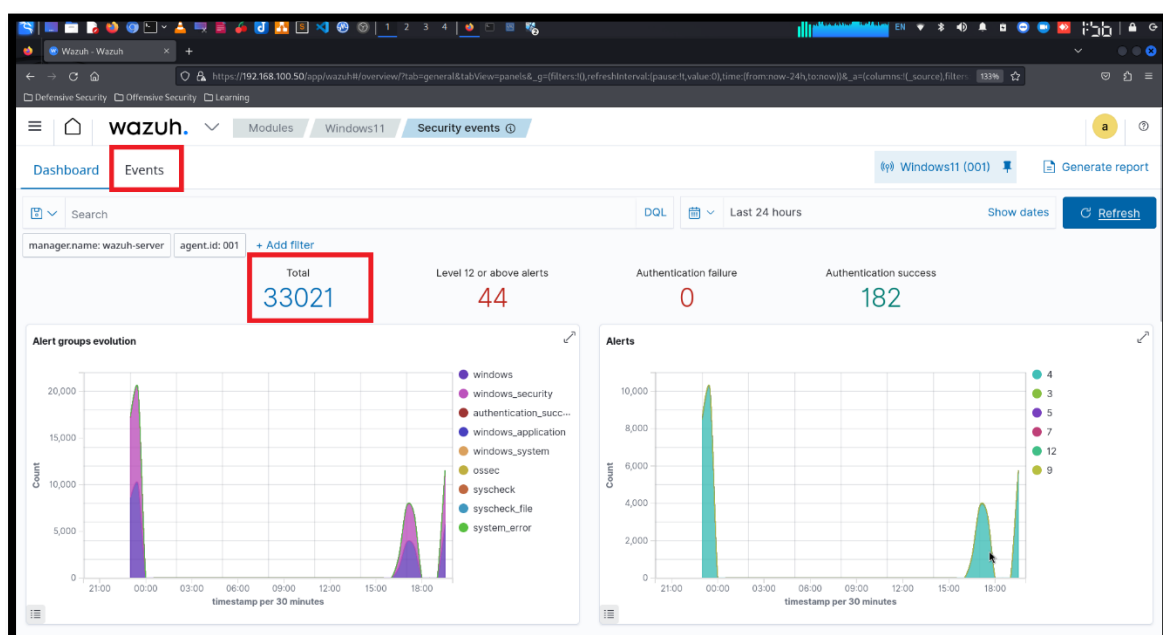 1 2 3 4
EN
1:56
Wazuh - Wazuh
https://192.168.100.50/app/wazuh#/overview/?tab=general&tabView=panels&_g=(filters:!(),refreshInterval:(pause:!t,value:0),time:(from:now-24h,to:now))&_a=(columns:!(_source),filters 133%
Defensive Security Offensive Security Learning
wazuh. Modules Windows11 Security events a
Dashboard Events Windows11 (001) Generate report
Search DQL Last 24 hours Show dates Refresh
manager.name: wazuh-server agent.id: 001 + Add filter
Total Level 12 or above alerts Authentication failure Authentication success
33021 44 0 182
Alert groups evolution
20,000
15,000
10,000
5,000
0
Count
21:00 00:00 03:00 06:00 09:00 12:00 15:00 18:00
timestamp per 30 minutes
windows
windows_security
authentication_succ...
windows_application
windows_system
ossec
syscheck
syscheck_file
system_error
Alerts
10,000
8,000
6,000
4,000
2,000
0
Count
21:00 00:00 03:00 06:00 09:00 12:00 15:00 18:00
timestamp per 30 minutes
4
3
5
7
12
9